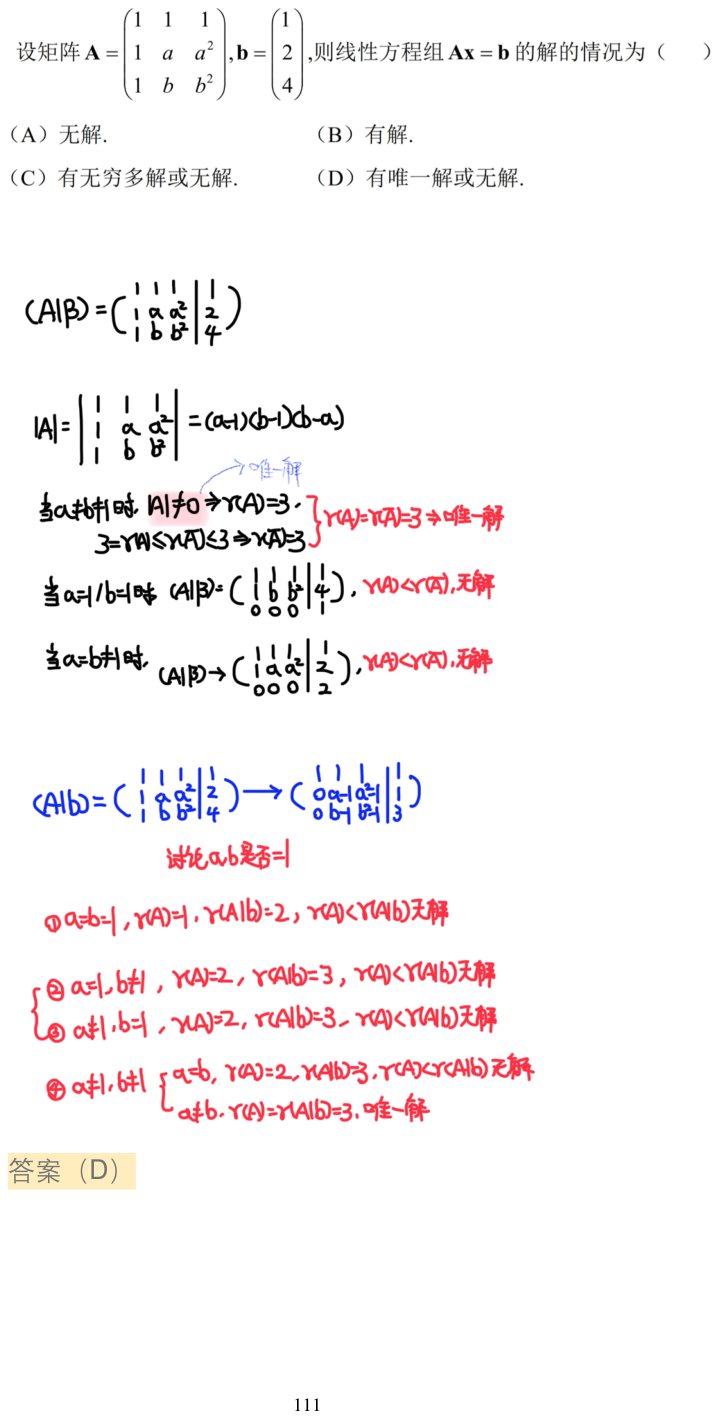 设矩阵 A = (1 1 1; 1 a a²; 1 b b²), b = (1; 2; 4), 则线性方程组 Ax = b 的解的情况为（ ）
（A）无解. （B）有解.
（C）有无穷多解或无解. （D）有唯一解或无解.
(A|β) = (1 1 1 | 1; 1 a a² | 2; 1 b b² | 4)
|A| = |1 1 1; 1 a a²; 1 b b²| = (a-1)(b-1)(b-a)
→唯一解
当a≠b≠1时, |A|≠0 ⇒ r(A)=3.
3=r(A)≤r(Ā)≤3 ⇒ r(Ā)=3
r(A)=r(Ā)=3 ⇒ 唯一解
当a=1/b=1时 (A|β)= (1 1 1 | 1; 1 b b² | 4; 0 0 0 | 1), r(A)<r(Ā),无解
当a=b≠1时, (A|β)→ (1 1 1 | 1; 1 a a² | 2; 0 0 0 | 2), r(A)<r(Ā),无解
(A|b) = (1 1 1 | 1; 1 a a² | 2; 1 b b² | 4) → (1 1 1 | 1; 0 a-1 a²-1 | 1; 0 b-1 b²-1 | 3)
讨论a,b是否=1
① a=b=1, r(A)=1, r(A|b)=2, r(A)<r(A|b)无解
② a=1,b≠1, r(A)=2, r(A|b)=3, r(A)<r(A|b)无解
③ a≠1,b=1, r(A)=2, r(A|b)=3, r(A)<r(A|b)无解
④ a≠1,b≠1 { a=b, r(A)=2, r(A|b)=3, r(A)<r(A|b)无解
a≠b, r(A)=r(A|b)=3, 唯一解
答案（D）
111